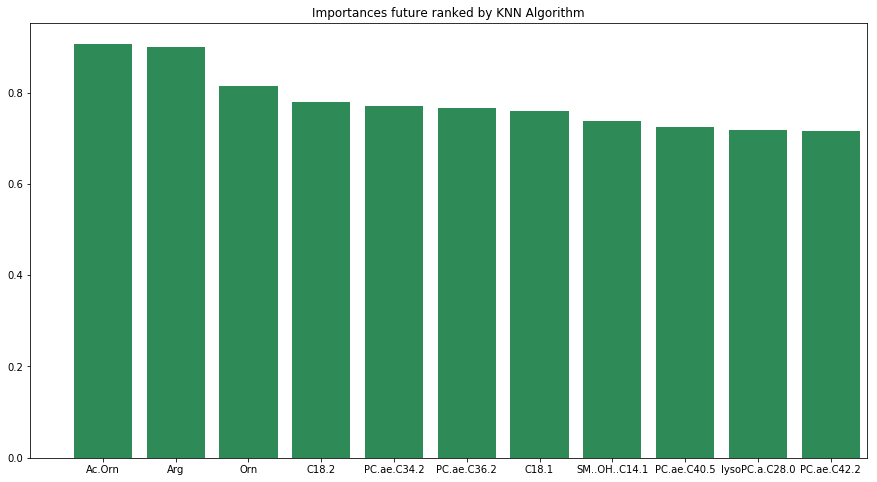 Importances future ranked by KNN Algorithm
0.8
0.6
0.4
0.2
0.0
Ac.Orn Arg Orn C18.2 PC.ae.C34.2 PC.ae.C36.2 C18.1 SM..OH..C14.1 PC.ae.C40.5 lysoPC.a.C28.0 PC.ae.C42.2